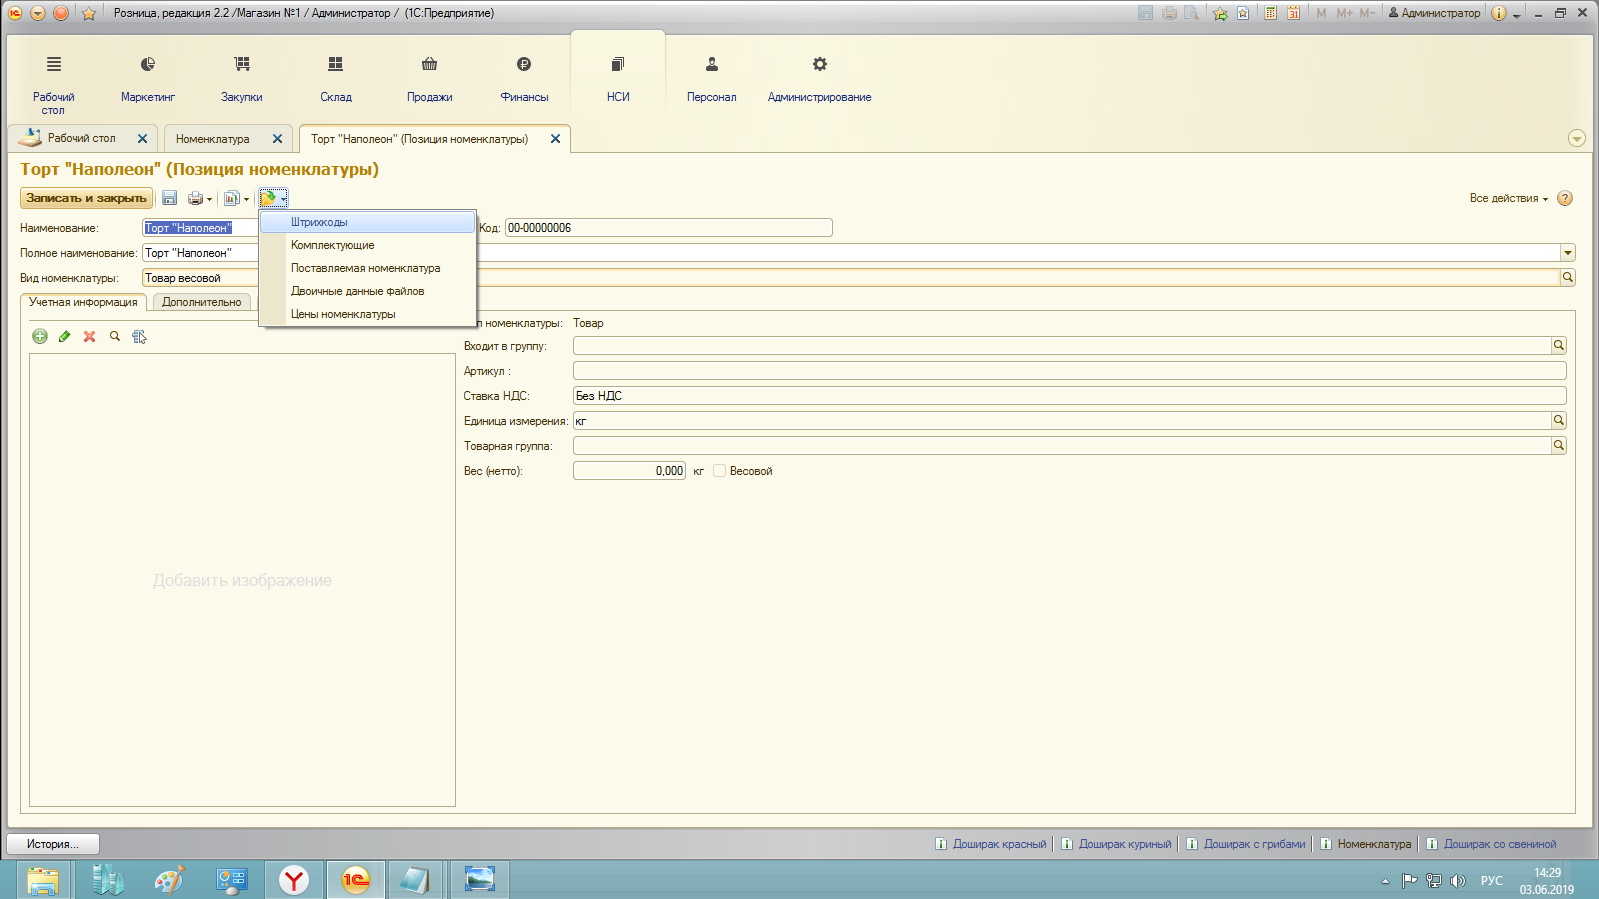 Розница, редакция 2.2 /Магазин №1 / Администратор / (1С:Предприятие)
31
M M+ M-
Администратор
Рабочий стол
Маркетинг
Закупки
Склад
Продажи
Финансы
НСИ
Персонал
Администрирование
Рабочий стол
Номенклатура
Торт "Наполеон" (Позиция номенклатуры)
Торт "Наполеон" (Позиция номенклатуры)
Записать и закрыть
Все действия
Наименование: Торт "Наполеон"
Код: 00-00000006
Полное наименование: Торт "Наполеон"
Вид номенклатуры: Товар весовой
Штрихкоды
Комплектующие
Поставляемая номенклатура
Двоичные данные файлов
Цены номенклатуры
Учетная информация
Дополнительно
номенклатуры: Товар
Входит в группу:
Артикул :
Ставка НДС: Без НДС
Единица измерения: кг
Товарная группа:
Вес (нетто): 0,000 кг Весовой
Добавить изображение
История...
Доширак красный
Доширак куриный
Доширак с грибами
Номенклатура
Доширак со свениной
РУС
14:29
03.06.2019